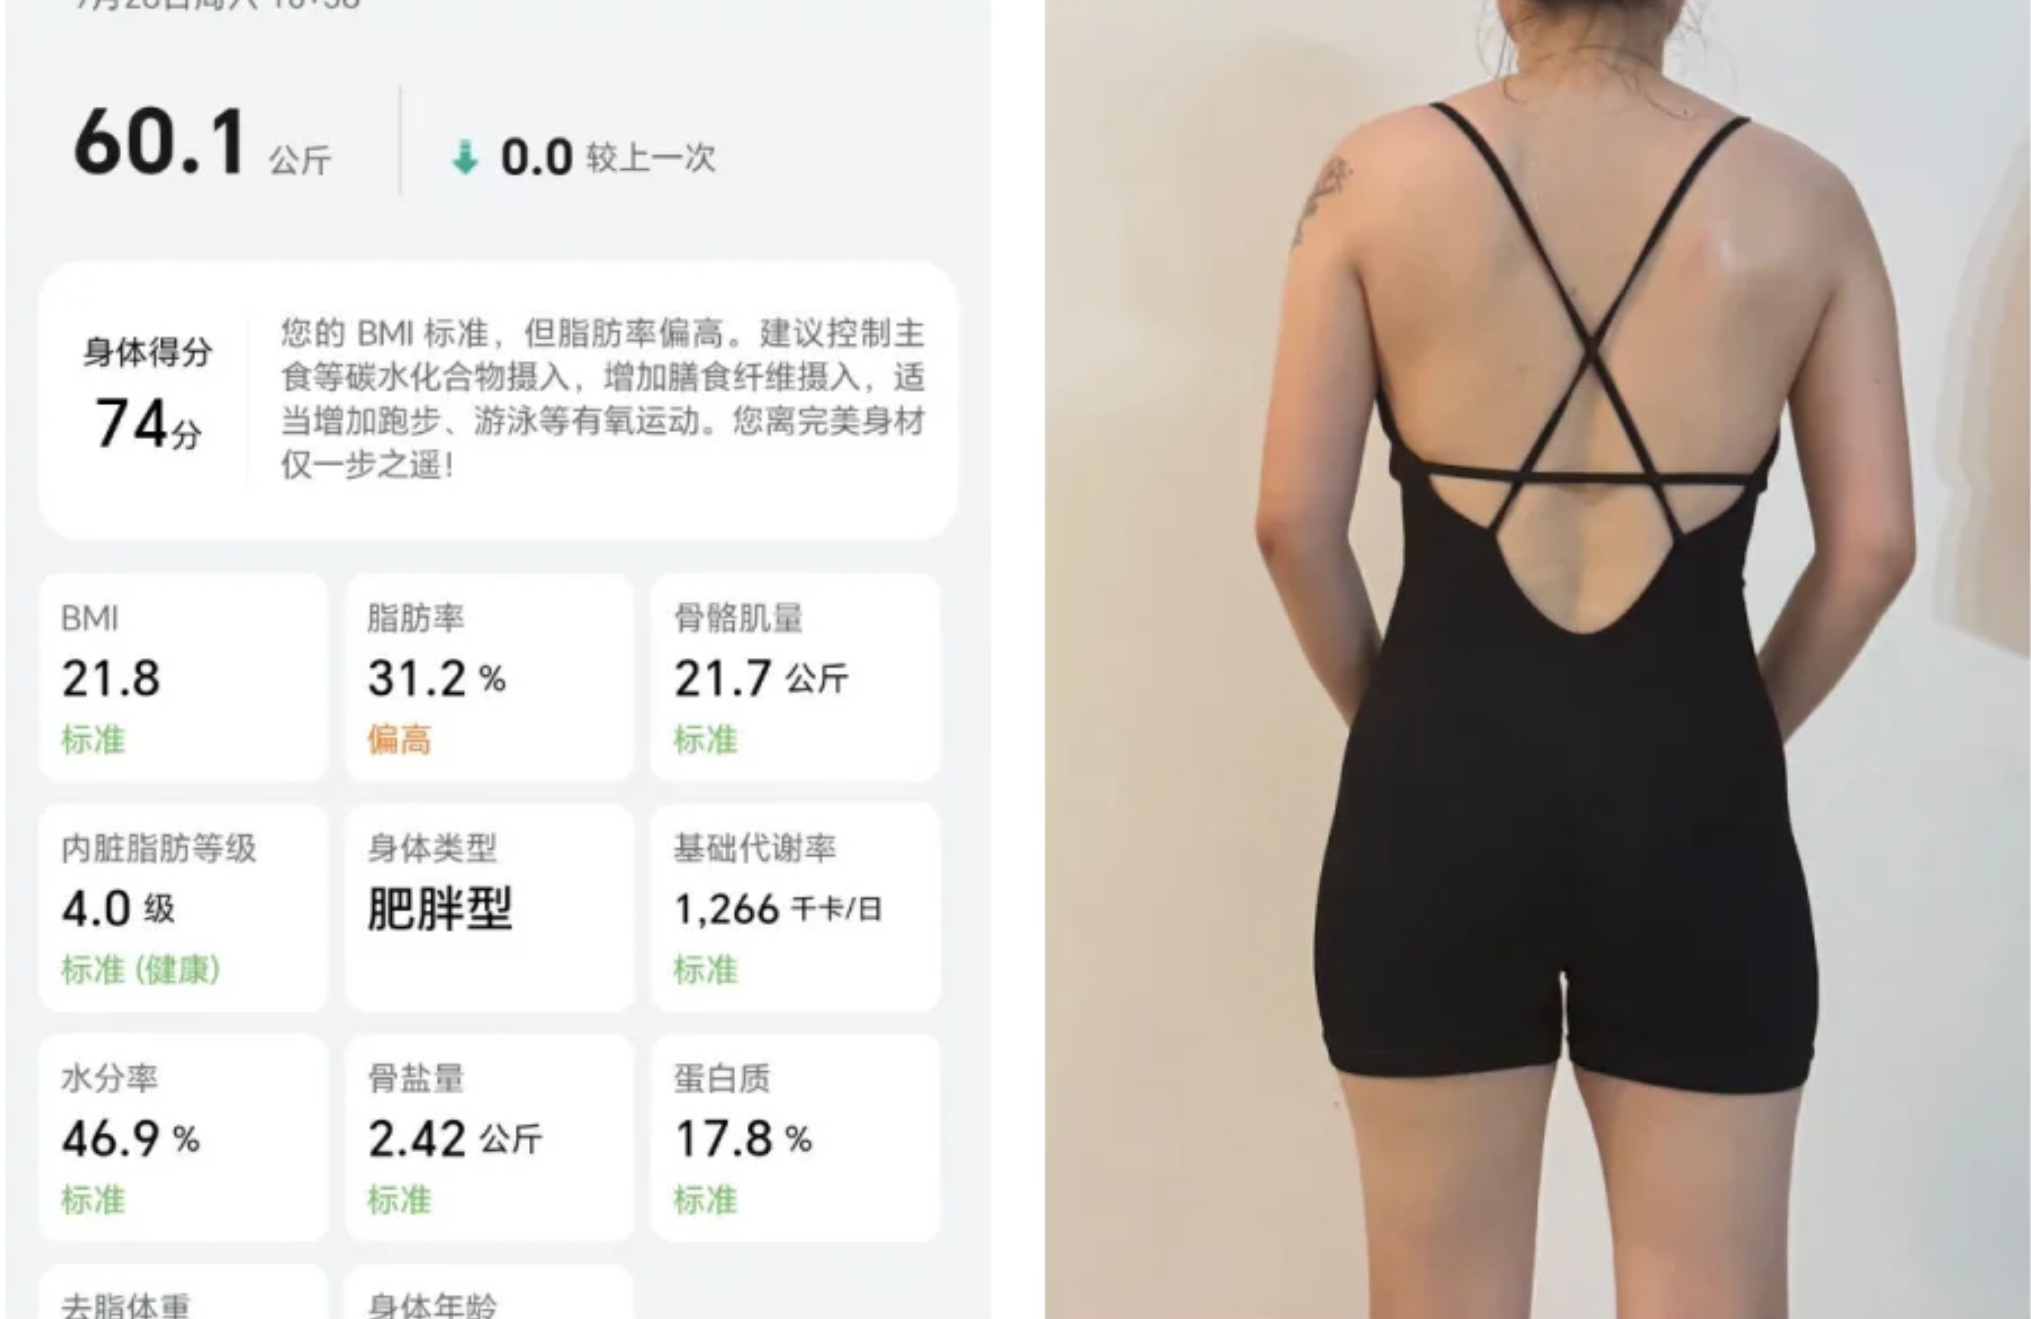 60.1 公斤
0.0 较上一次
身体得分
74分
您的 BMI 标准，但脂肪率偏高。建议控制主
食等碳水化合物摄入，增加膳食纤维摄入，适
当增加跑步、游泳等有氧运动。您离完美身材
仅一步之遥！
BMI
21.8
标准
脂肪率
31.2 %
偏高
骨骼肌量
21.7 公斤
标准
内脏脂肪等级
4.0 级
标准 (健康)
身体类型
肥胖型
基础代谢率
1,266 千卡/日
标准
水分率
46.9 %
标准
骨盐量
2.42 公斤
标准
蛋白质
17.8 %
标准
去脂体重
身体年龄